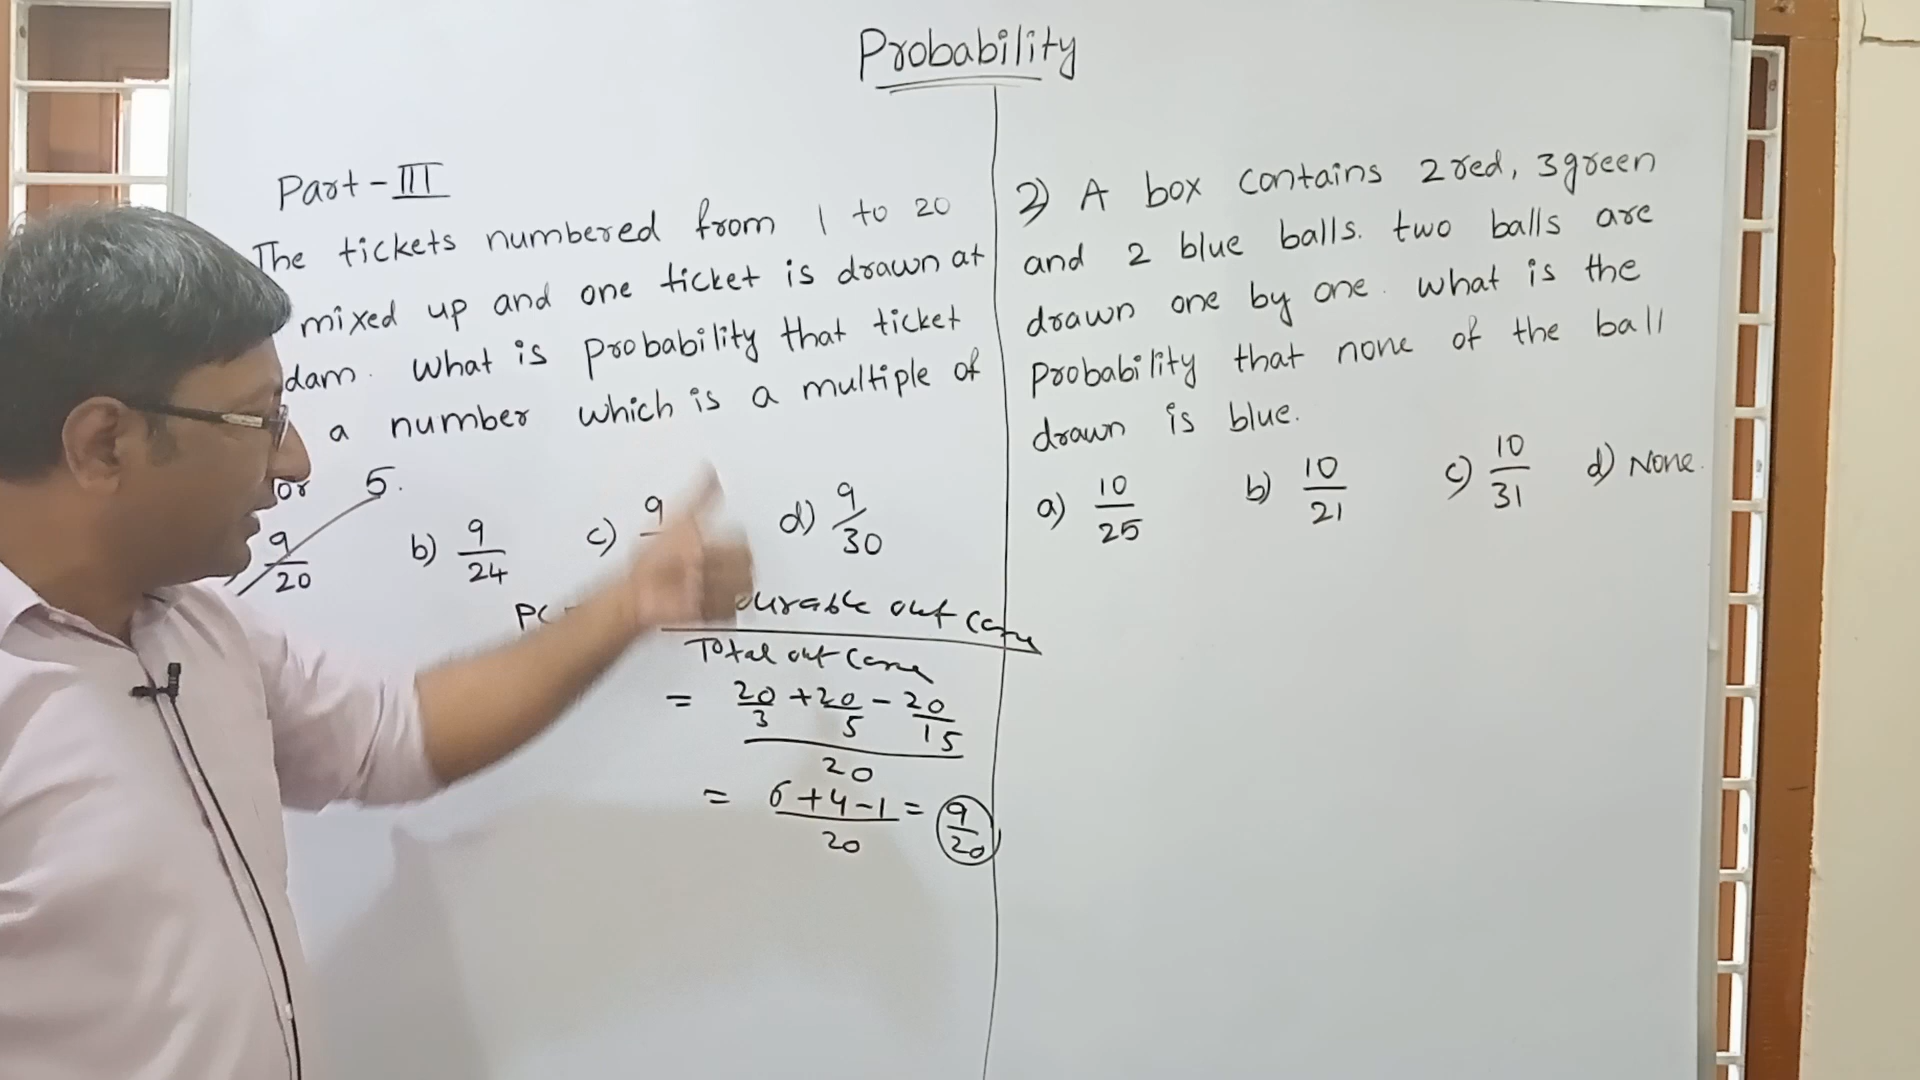 Probability
Part-III
The tickets numbered from 1 to 20
mixed up and one ticket is drawn at
dam. What is probability that ticket
a number which is a multiple of
or 5.
9/20 b) 9/24 c) 9 d) 9/30
P( ourable out come
Total out come
= 20/3 + 20/5 - 20/15
20
= 6+4-1/20 = 9/20
2) A box contains 2 red, 3 green
and 2 blue balls. two balls are
drawn one by one. what is the
probability that none of the ball
drawn is blue.
a) 10/25 b) 10/21 c) 10/31 d) None.